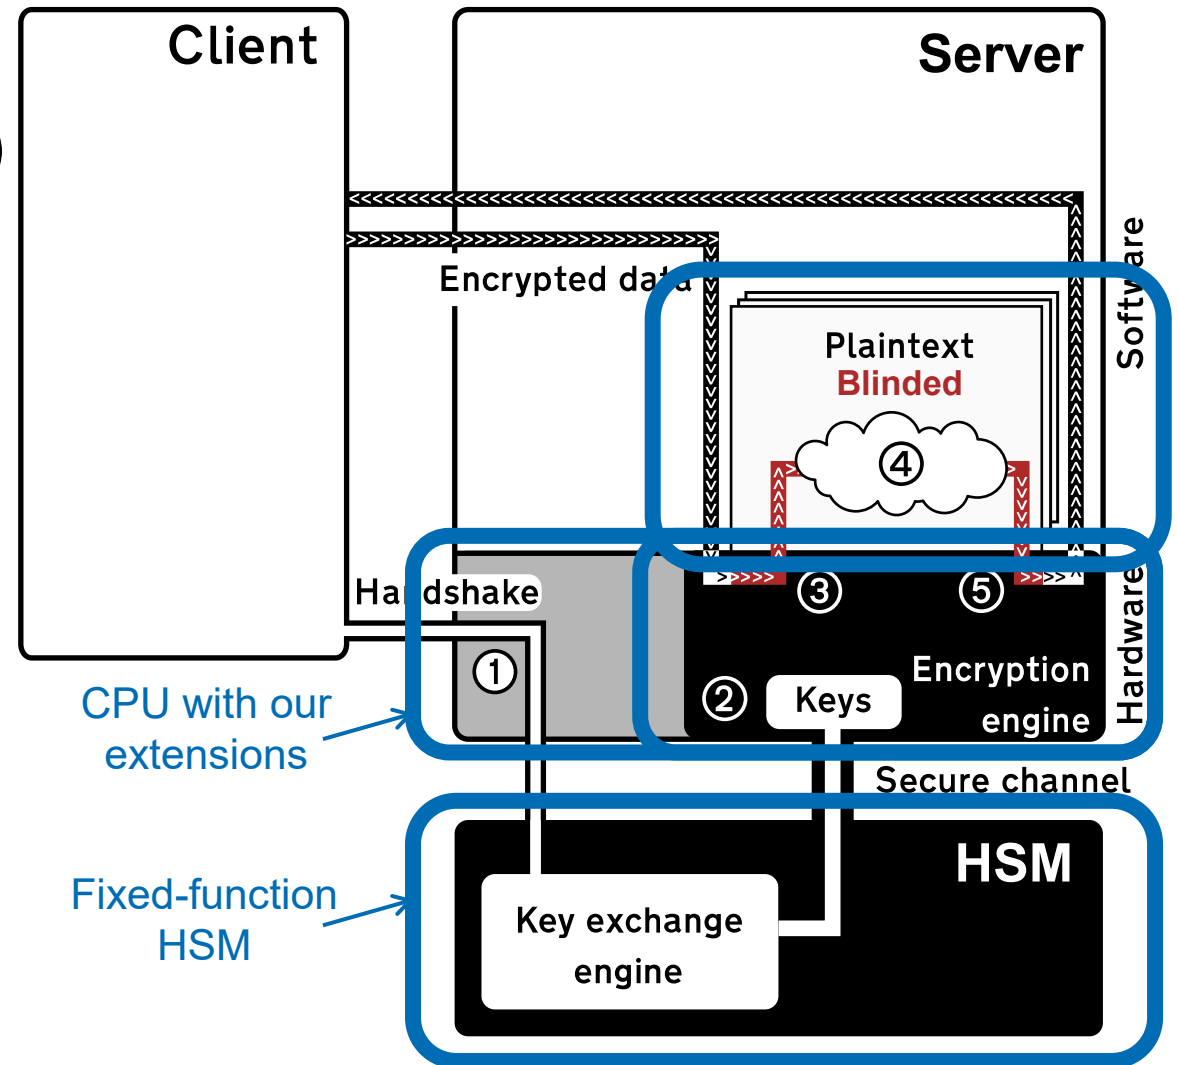 Client
Server
Software
Encrypted data
Plaintext
Blinded
④
Handshake
③
⑤
①
②
Keys
Encryption
engine
Hardware
CPU with our
extensions
Secure channel
HSM
Fixed-function
HSM
Key exchange
engine